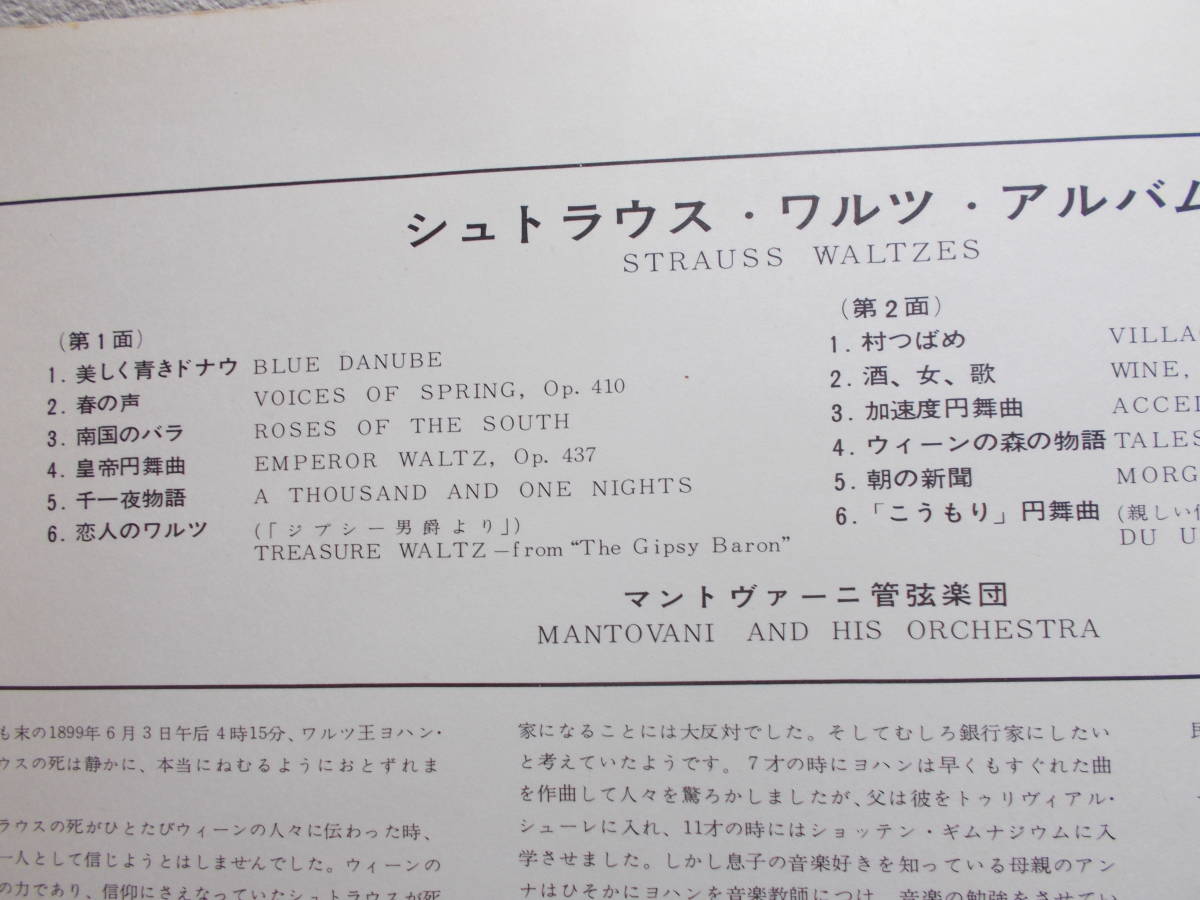 シュトラウス・ワルツ・アルバム
STRAUSS WALTZES
(第1面)
1. 美しく青きドナウ BLUE DANUBE
2. 春の声 VOICES OF SPRING, Op. 410
3. 南国のバラ ROSES OF THE SOUTH
4. 皇帝円舞曲 EMPEROR WALTZ, Op. 437
5. 千一夜物語 A THOUSAND AND ONE NIGHTS
6. 恋人のワルツ (「ジプシー男爵より」)
TREASURE WALTZ–from “The Gipsy Baron”
(第2面)
1. 村つばめ
2. 酒、女、歌 WINE,
3. 加速度円舞曲
4. ウィーンの森の物語 TALES
5. 朝の新聞
6. 「こうもり」円舞曲 (親しい
DU
マントヴァーニ管弦楽団
MANTOVANI AND HIS ORCHESTRA
も末の1899年6月3日午后4時15分、ワルツ王ヨハン・
ウスの死は静かに、本当にねむるようにおとずれま
ラウスの死がひとたびウィーンの人々に伝わった時、
一人として信じようとはしませんでした。ウィーンの
の力であり、信仰にさえなっていたシュトラウスが死
家になることには大反対でした。そしてむしろ銀行家にしたい
と考えていたようです。7才の時にヨハンは早くもすぐれた曲
を作曲して人々を驚ろかしましたが、父は彼をトゥリヴィアル・
シューレに入れ、11才の時にはショッテン・ギムナジウムに入
学させました。しかし息子の音楽好きを知っている母親のアン
ナはひそかにヨハンを音楽教師につけ、音楽の勉強をさせてい